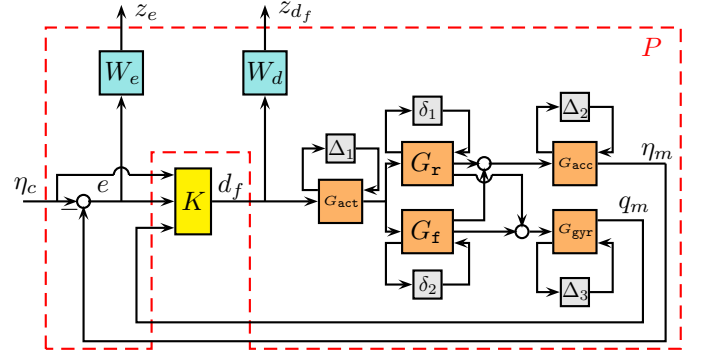 z_e
z_{d_f}
P
W_e
W_d
δ_1
Δ_2
Δ_1
η_c
e
K
d_f
G_act
G_r
G_acc
η_m
−
G_f
G_gyr
q_m
δ_2
Δ_3